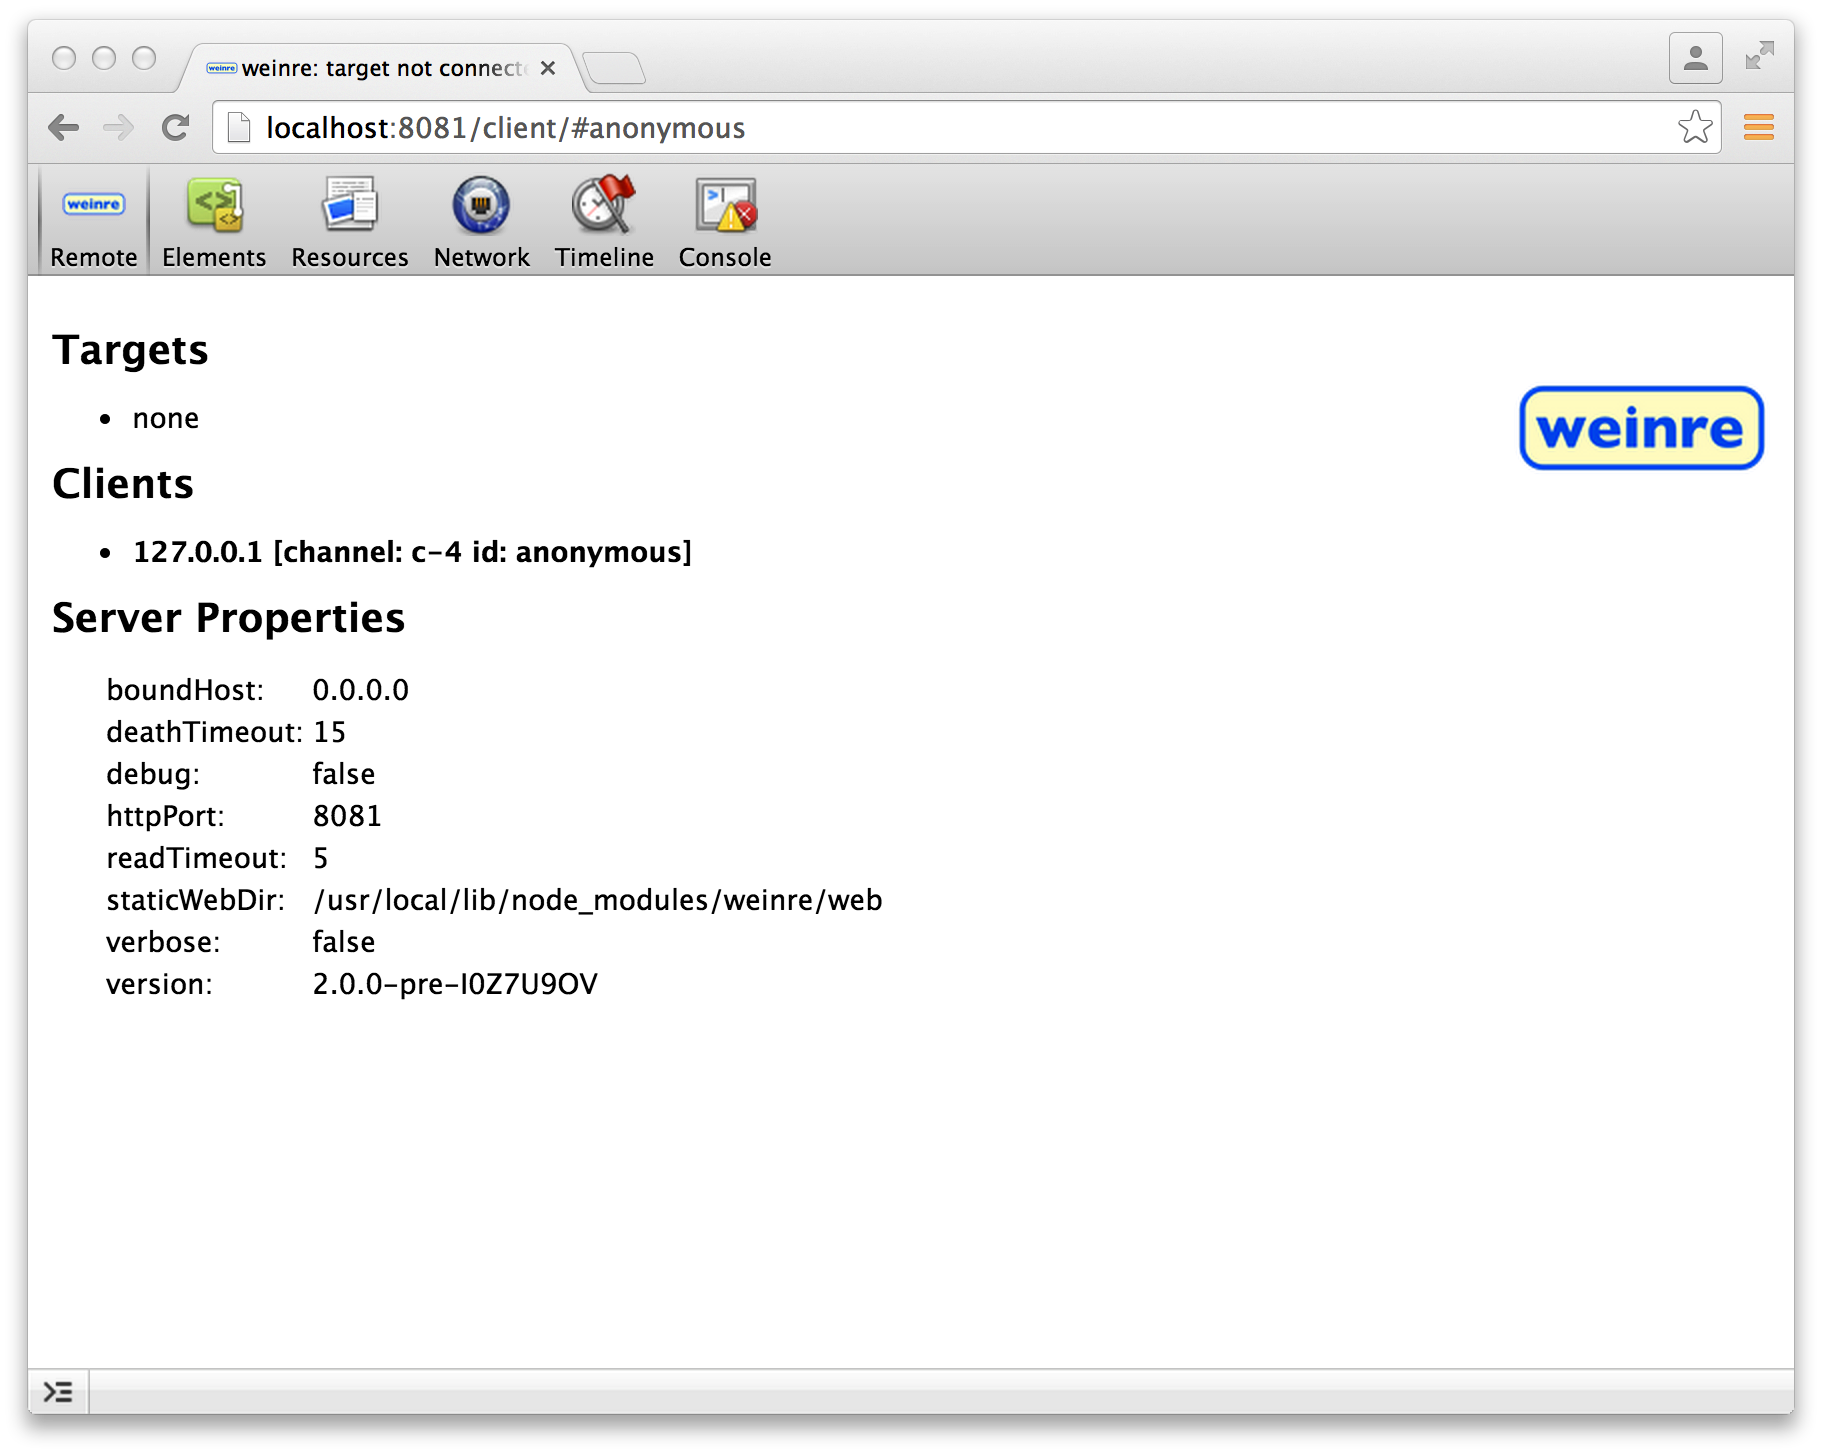 weinre weinre: target not connecte
localhost:8081/client/#anonymous
weinre
Remote Elements Resources Network Timeline Console
Targets
• none
weinre
Clients
• 127.0.0.1 [channel: c-4 id: anonymous]
Server Properties
boundHost: 0.0.0.0
deathTimeout: 15
debug: false
httpPort: 8081
readTimeout: 5
staticWebDir: /usr/local/lib/node_modules/weinre/web
verbose: false
version: 2.0.0-pre-I0Z7U9OV